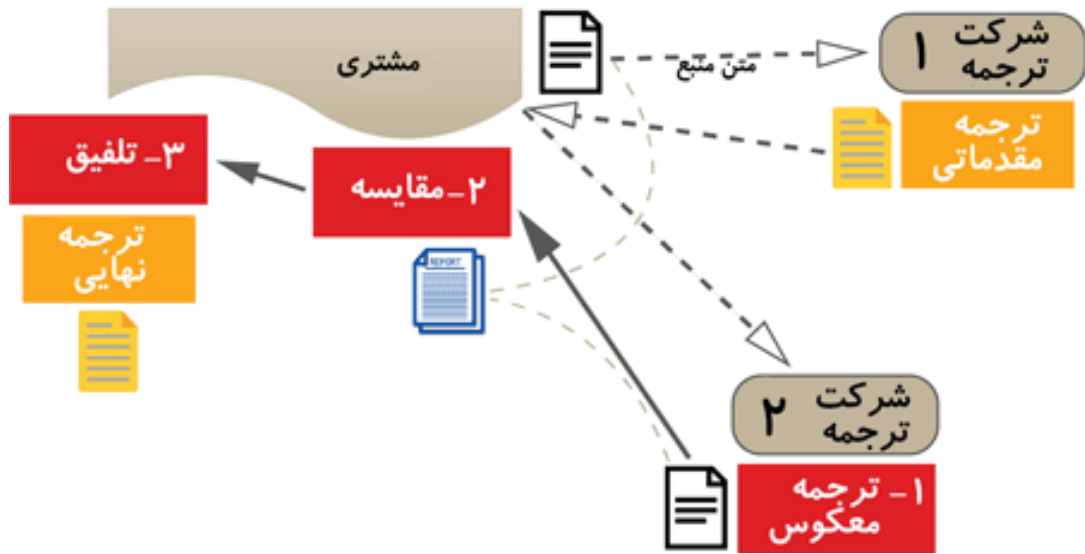 شرکت
ترجمه
۱
متن منبع
مشتری
ترجمه
مقدماتی
۳- تلفیق
۲- مقایسه
ترجمه
نهایی
REPORT
شرکت
ترجمه
۲
۱- ترجمه
معکوس